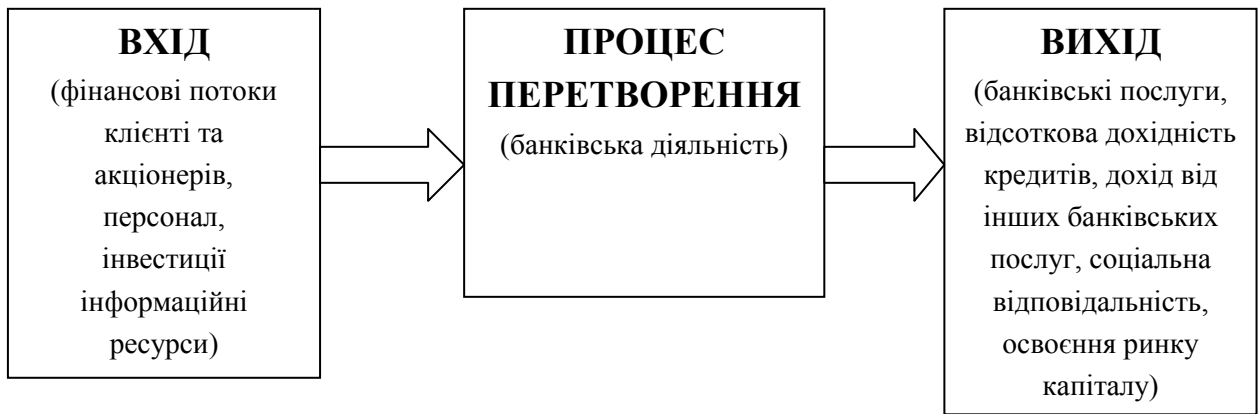 ВХІД
(фінансові потоки
клієнті та
акціонерів,
персонал,
інвестиції
інформаційні
ресурси)
ПРОЦЕС
ПЕРЕТВОРЕННЯ
(банківська діяльність)
ВИХІД
(банківські послуги,
відсоткова дохідність
кредитів, дохід від
інших банківських
послуг, соціальна
відповідальність,
освоєння ринку
капіталу)